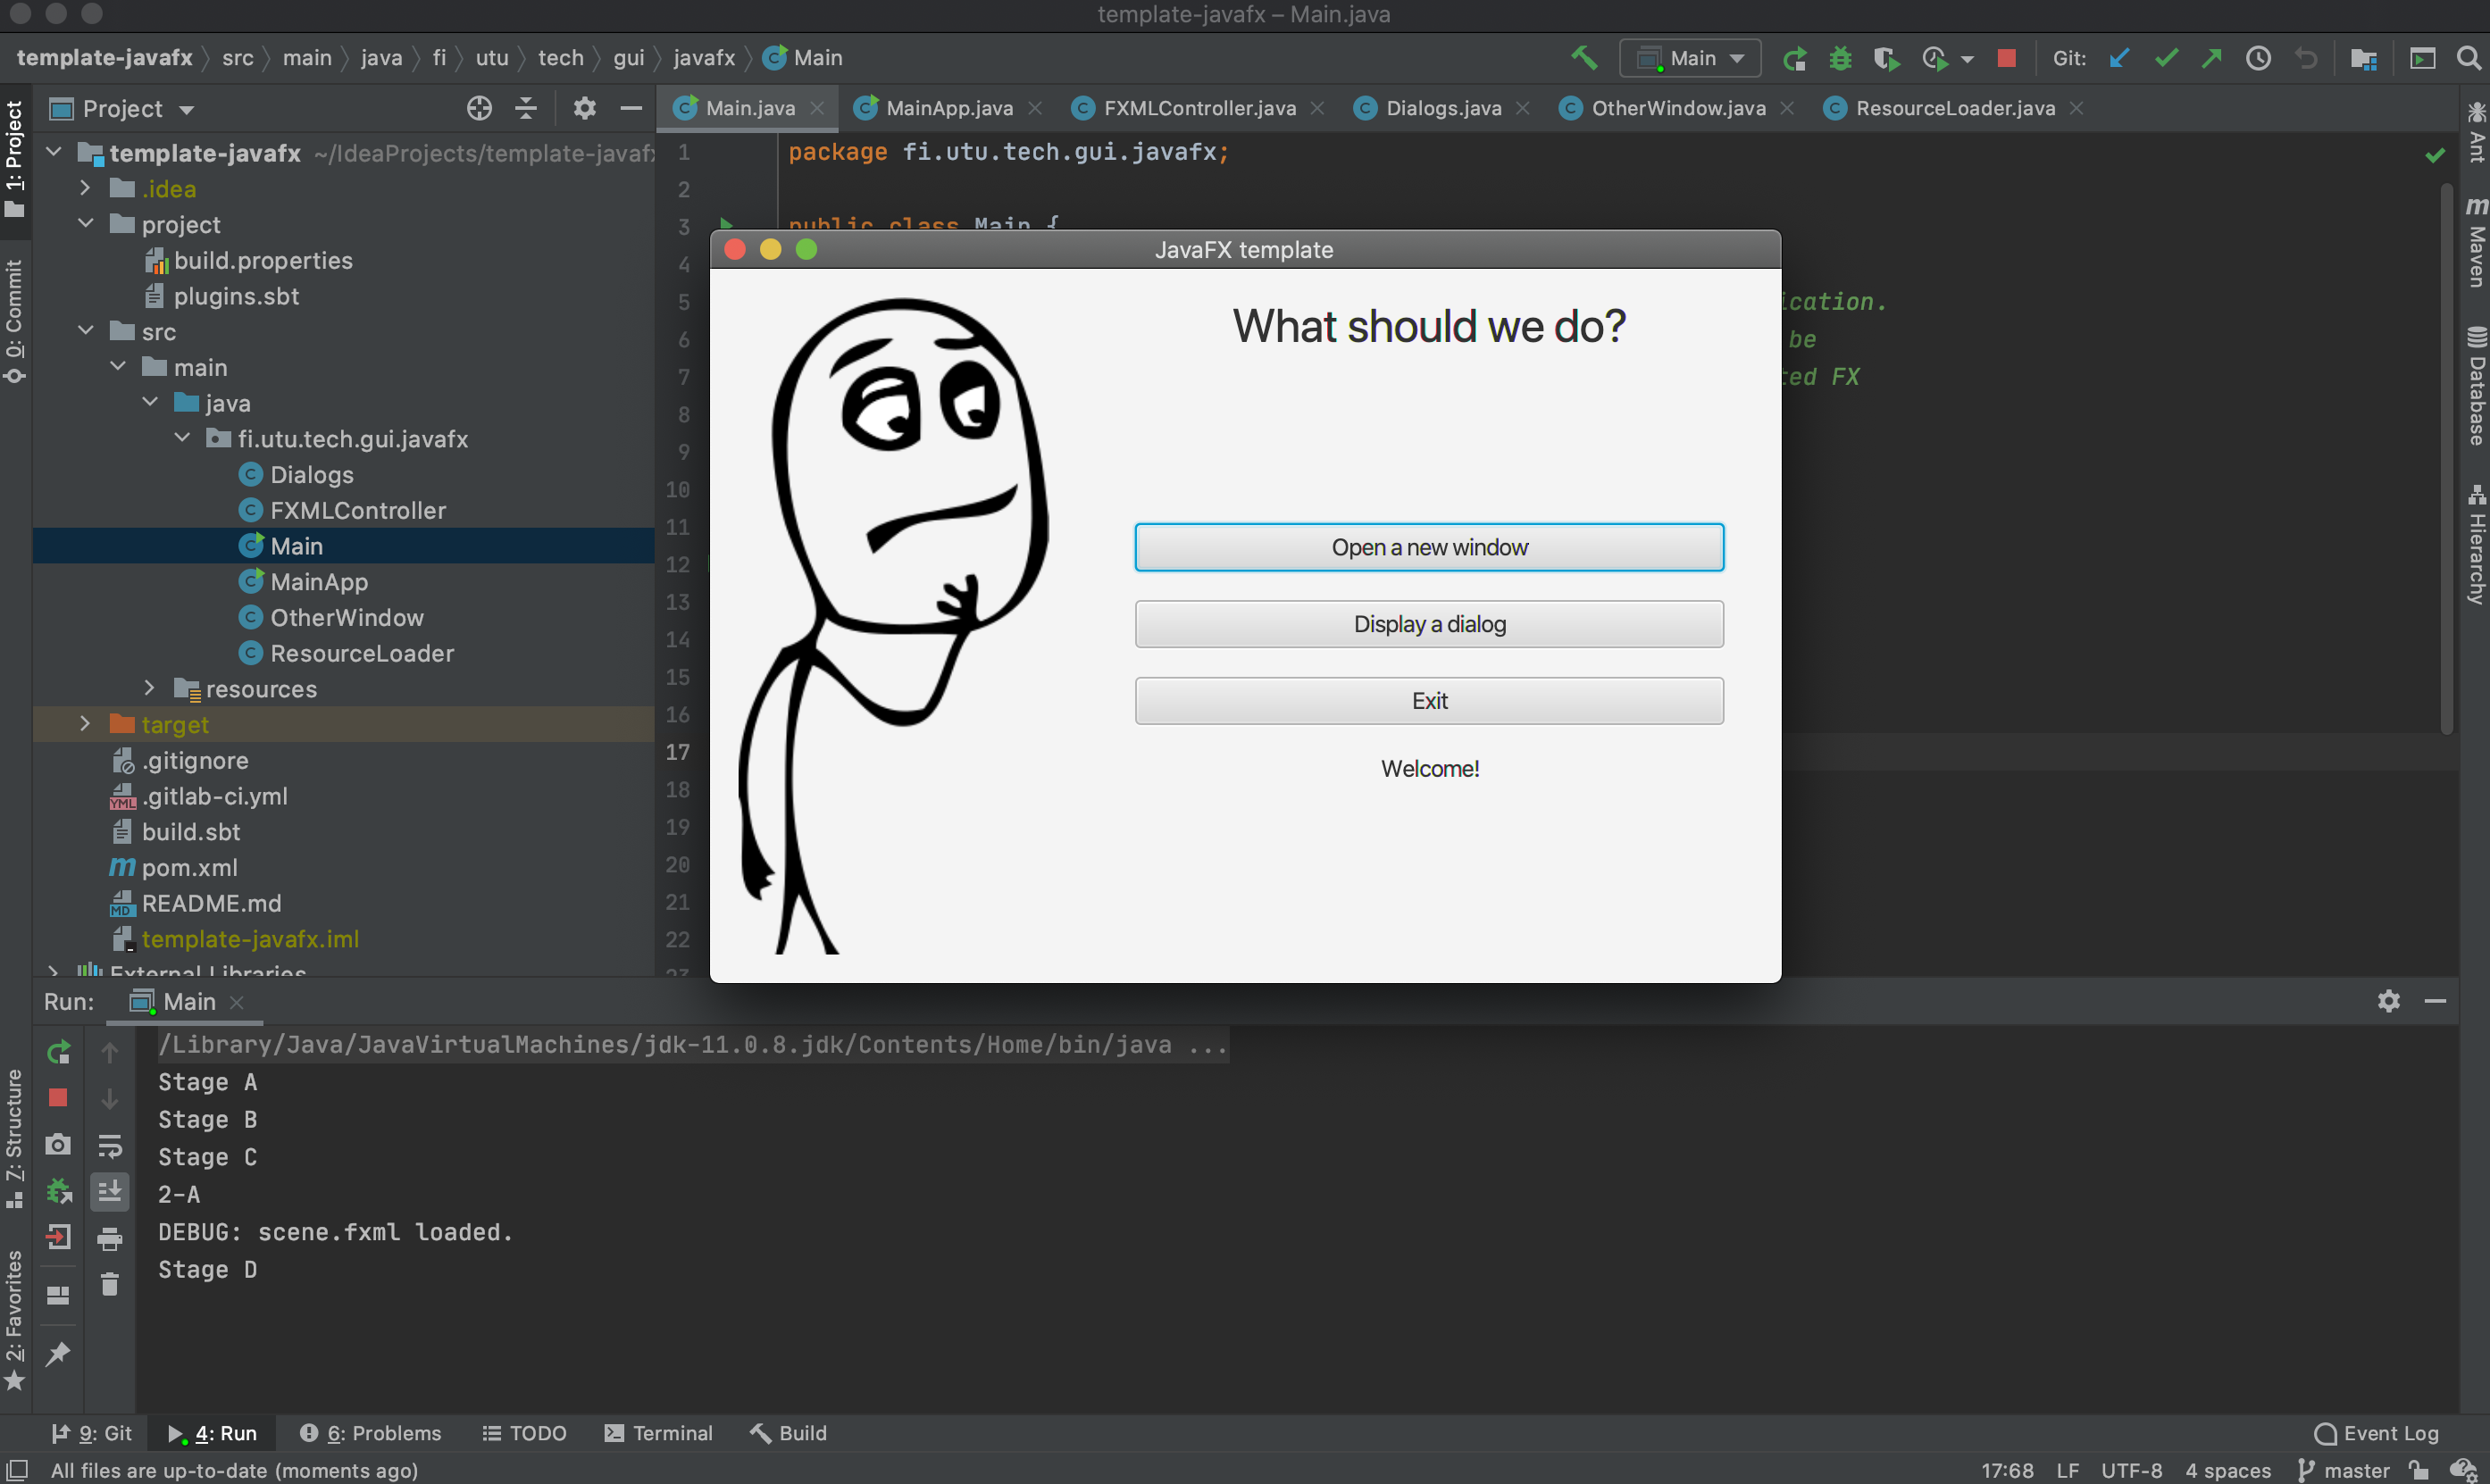 template-javafx – Main.java
template-javafx src main java fi utu tech gui javafx Main
Main Git:
Project
Main.java MainApp.java FXMLController.java Dialogs.java OtherWindow.java ResourceLoader.java
1: Project
0: Commit
7: Structure
2: Favorites
template-javafx ~/IdeaProjects/template-javafx
.idea
project
build.properties
plugins.sbt
src
main
java
fi.utu.tech.gui.javafx
Dialogs
FXMLController
Main
MainApp
OtherWindow
ResourceLoader
resources
target
.gitignore
.gitlab-ci.yml
build.sbt
pom.xml
README.md
template-javafx.iml
External Libraries
1 package fi.utu.tech.gui.javafx;
2
3 public class Main {
4
5 ication.
6 be
7 ted FX
8
9
10
11
12
13
14
15
16
17
18
19
20
21
22
23
JavaFX template
What should we do?
Open a new window
Display a dialog
Exit
Welcome!
Ant
Maven
Database
Hierarchy
Run: Main
/Library/Java/JavaVirtualMachines/jdk-11.0.8.jdk/Contents/Home/bin/java ...
Stage A
Stage B
Stage C
2-A
DEBUG: scene.fxml loaded.
Stage D
9: Git 4: Run 6: Problems TODO Terminal Build Event Log
All files are up-to-date (moments ago) 17:68 LF UTF-8 4 spaces master